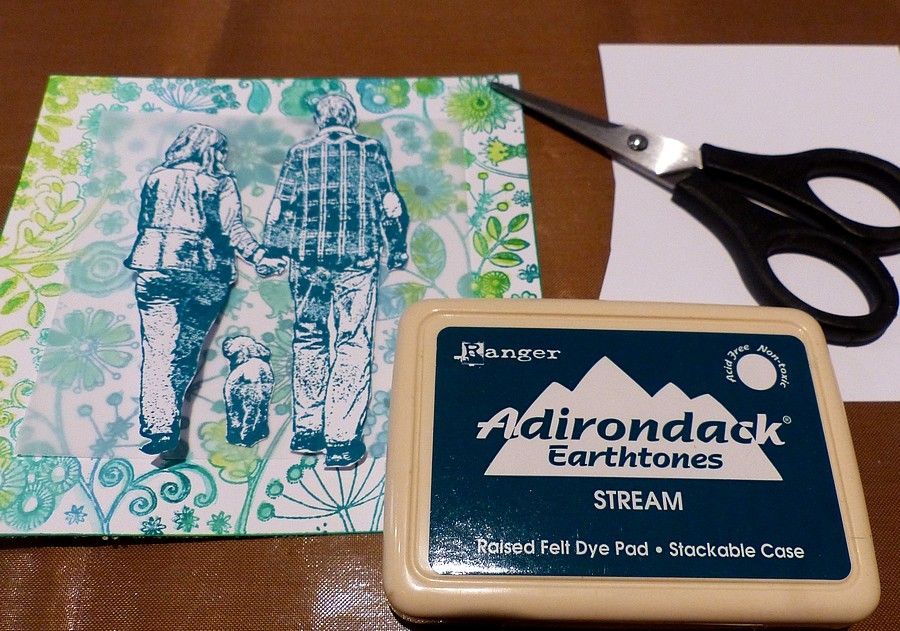 Ranger
Acid Free Non-toxic
Adirondack®
Earthtones
STREAM
Raised Felt Dye Pad • Stackable Case